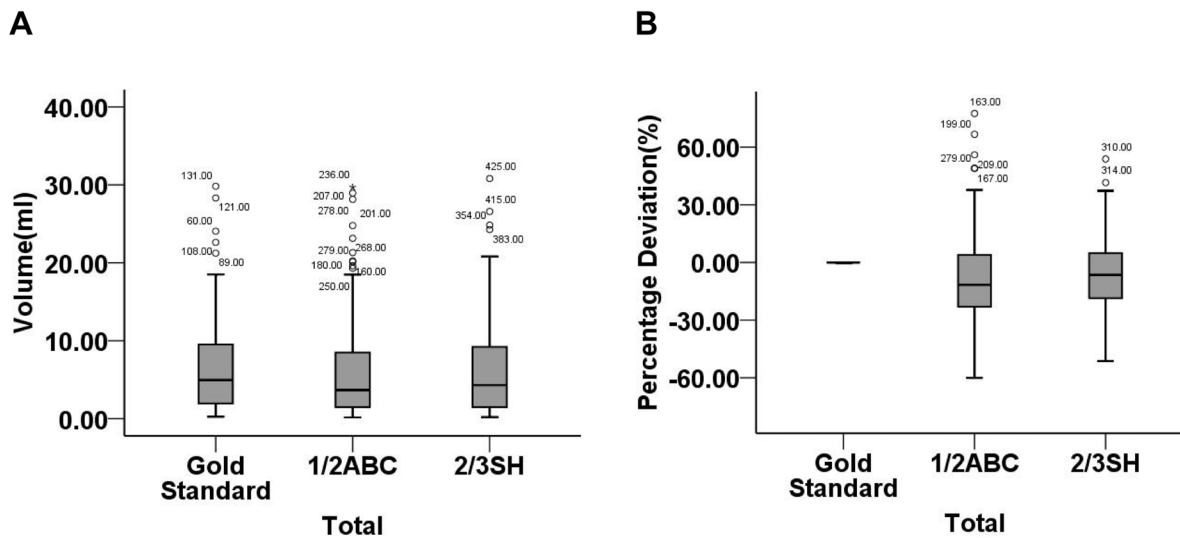 A
B
Volume(ml)
40.00
30.00
20.00
10.00
0.00
131.00
121.00
60.00
108.00
89.00
236.00
207.00
278.00
201.00
279.00
268.00
180.00
160.00
250.00
425.00
415.00
354.00
383.00
Gold
Standard
1/2ABC
2/3SH
Total
Percentage Deviation(%)
60.00
30.00
0.00
-30.00
-60.00
163.00
199.00
279.00
209.00
167.00
310.00
314.00
Gold
Standard
1/2ABC
2/3SH
Total